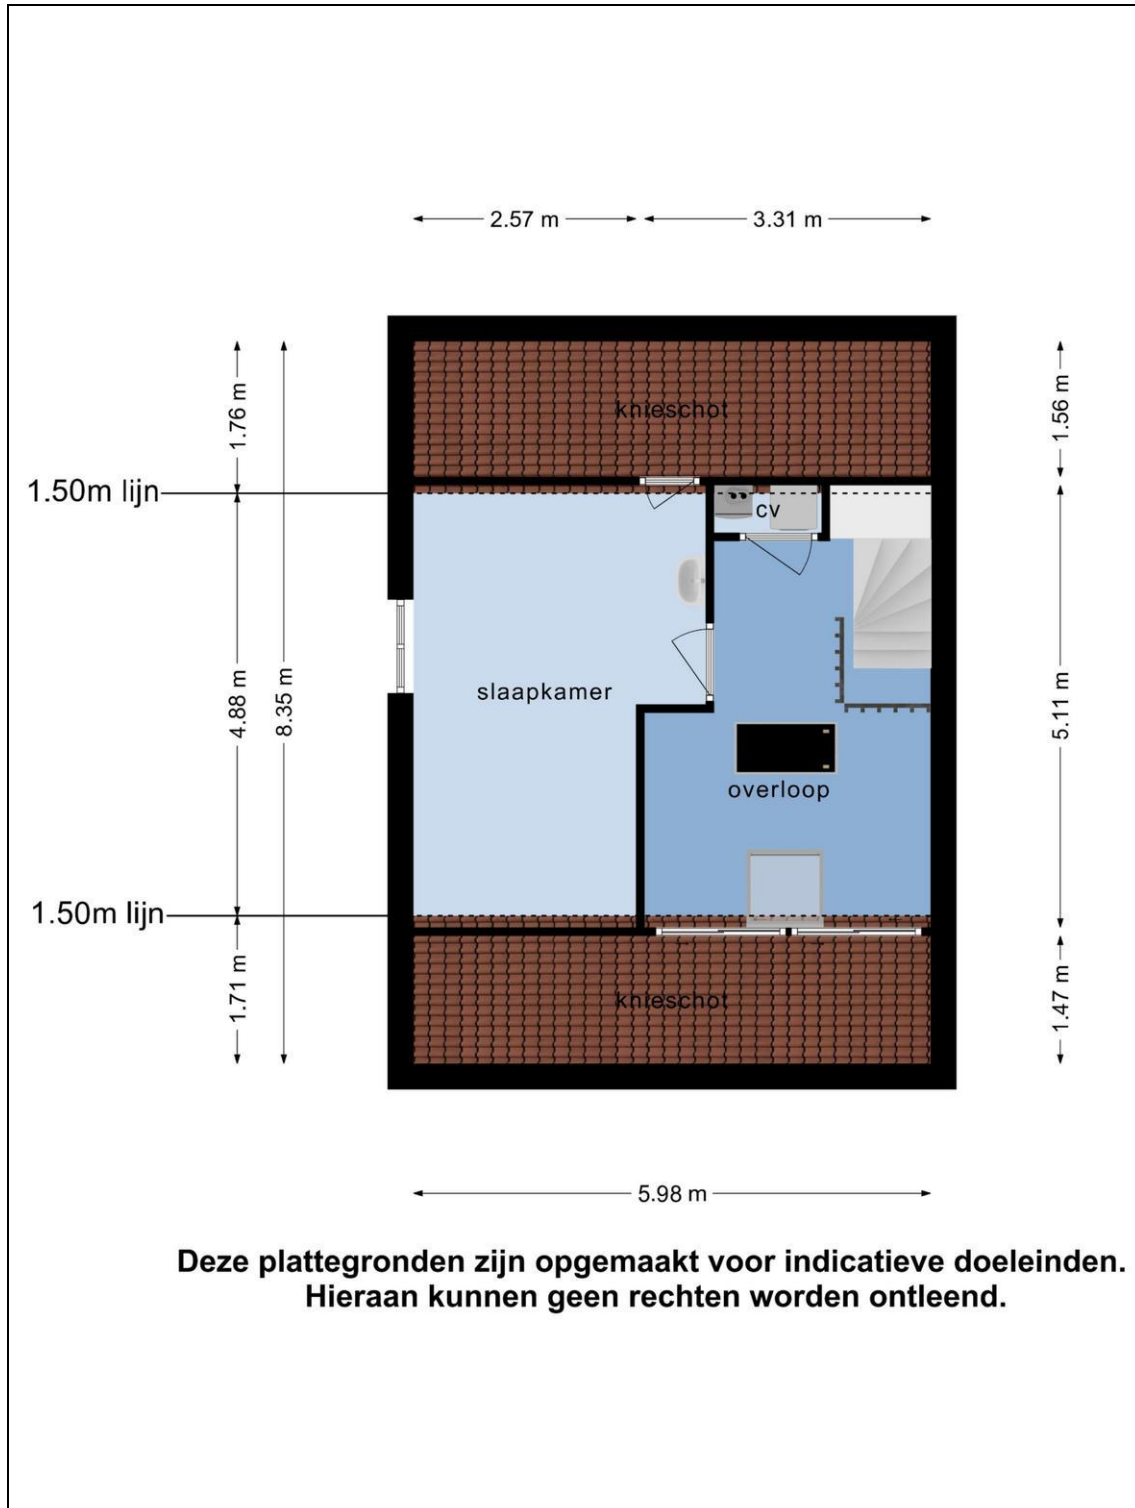 2.57 m
3.31 m
knieschot
1.76 m
1.56 m
1.50m lijn
cv
slaapkamer
4.88 m
8.35 m
5.11 m
overloop
1.50m lijn
knieschot
1.71 m
1.47 m
5.98 m
Deze plattegronden zijn opgemaakt voor indicatieve doeleinden.
Hieraan kunnen geen rechten worden ontleend.